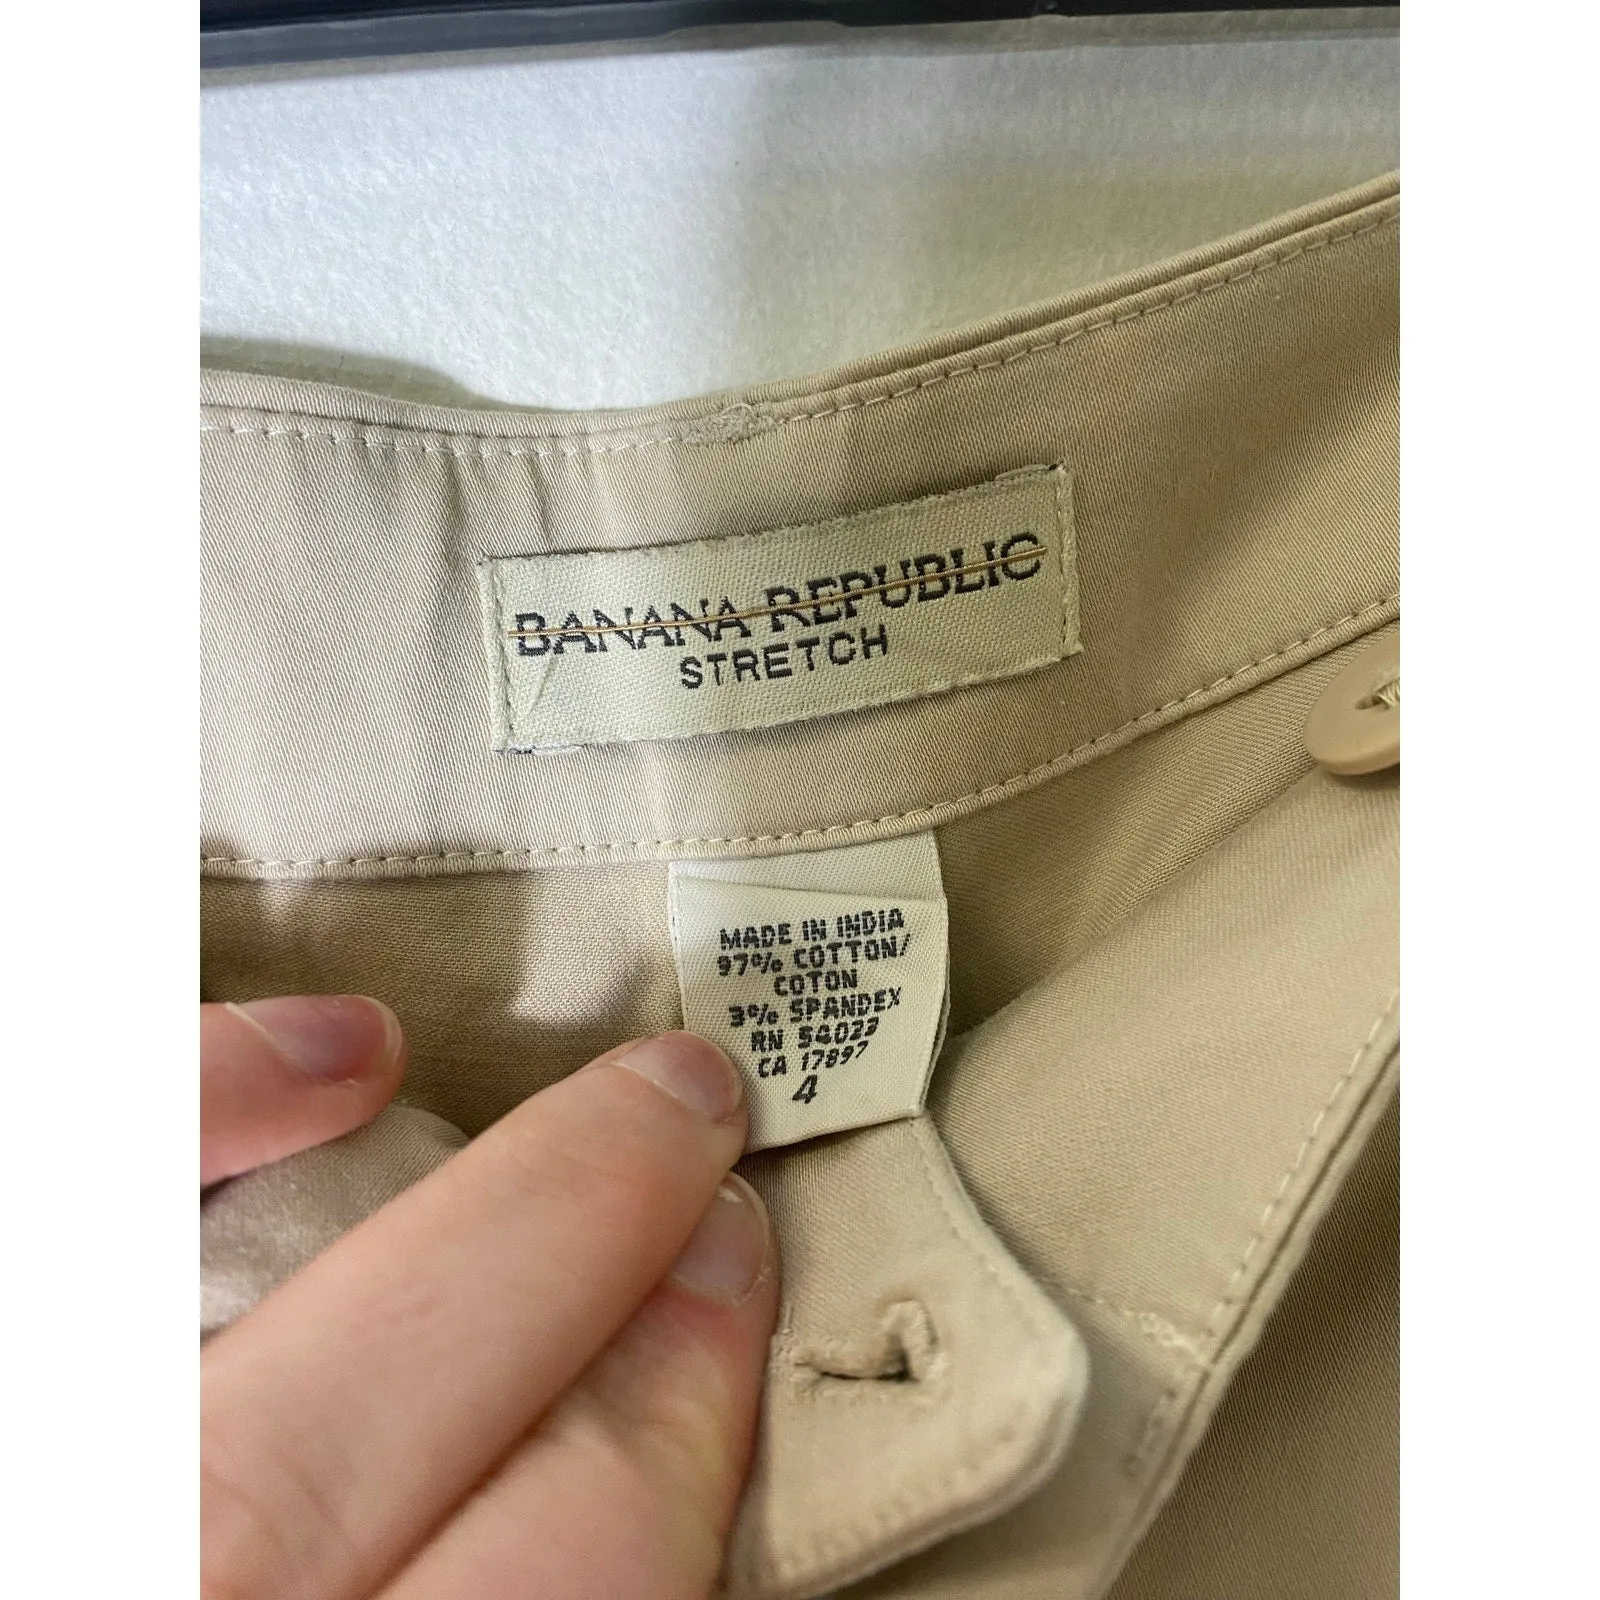 BANANA REPUBLIC
STRETCH
MADE IN INDIA
97% COTTON/
COTON
3% SPANDEX
RN 54023
CA 17897
4